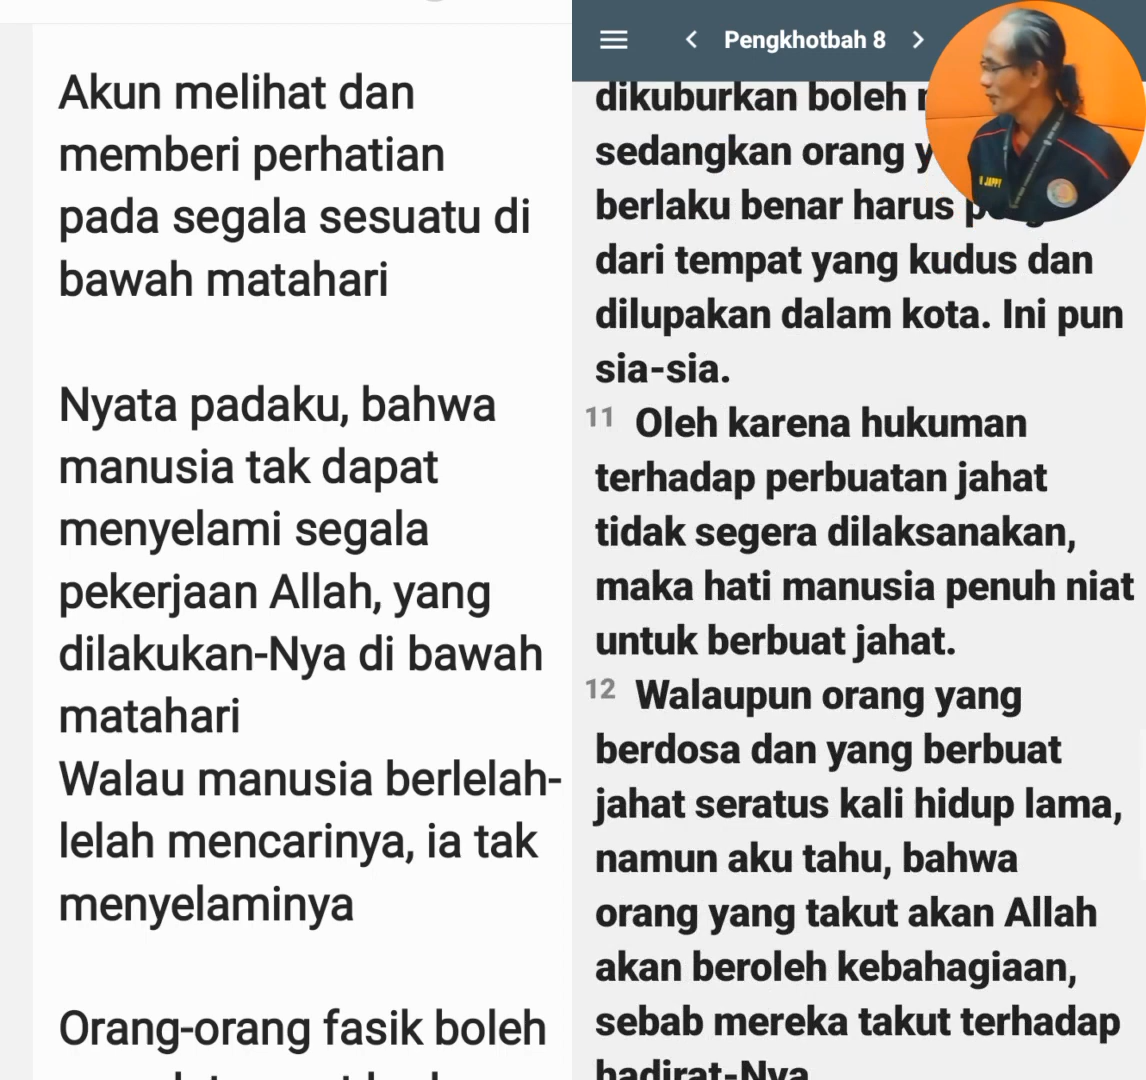 Akun melihat dan
memberi perhatian
pada segala sesuatu di
bawah matahari
Nyata padaku, bahwa
manusia tak dapat
menyelami segala
pekerjaan Allah, yang
dilakukan-Nya di bawah
matahari
Walau manusia berlelah-
lelah mencarinya, ia tak
menyelaminya
Orang-orang fasik boleh
Pengkhotbah 8
dikuburkan boleh
sedangkan orang
berlaku benar harus
dari tempat yang kudus dan
dilupakan dalam kota. Ini pun
sia-sia.
11 Oleh karena hukuman
terhadap perbuatan jahat
tidak segera dilaksanakan,
maka hati manusia penuh niat
untuk berbuat jahat.
12 Walaupun orang yang
berdosa dan yang berbuat
jahat seratus kali hidup lama,
namun aku tahu, bahwa
orang yang takut akan Allah
akan beroleh kebahagiaan,
sebab mereka takut terhadap
hadirat-Nya
JAPPY